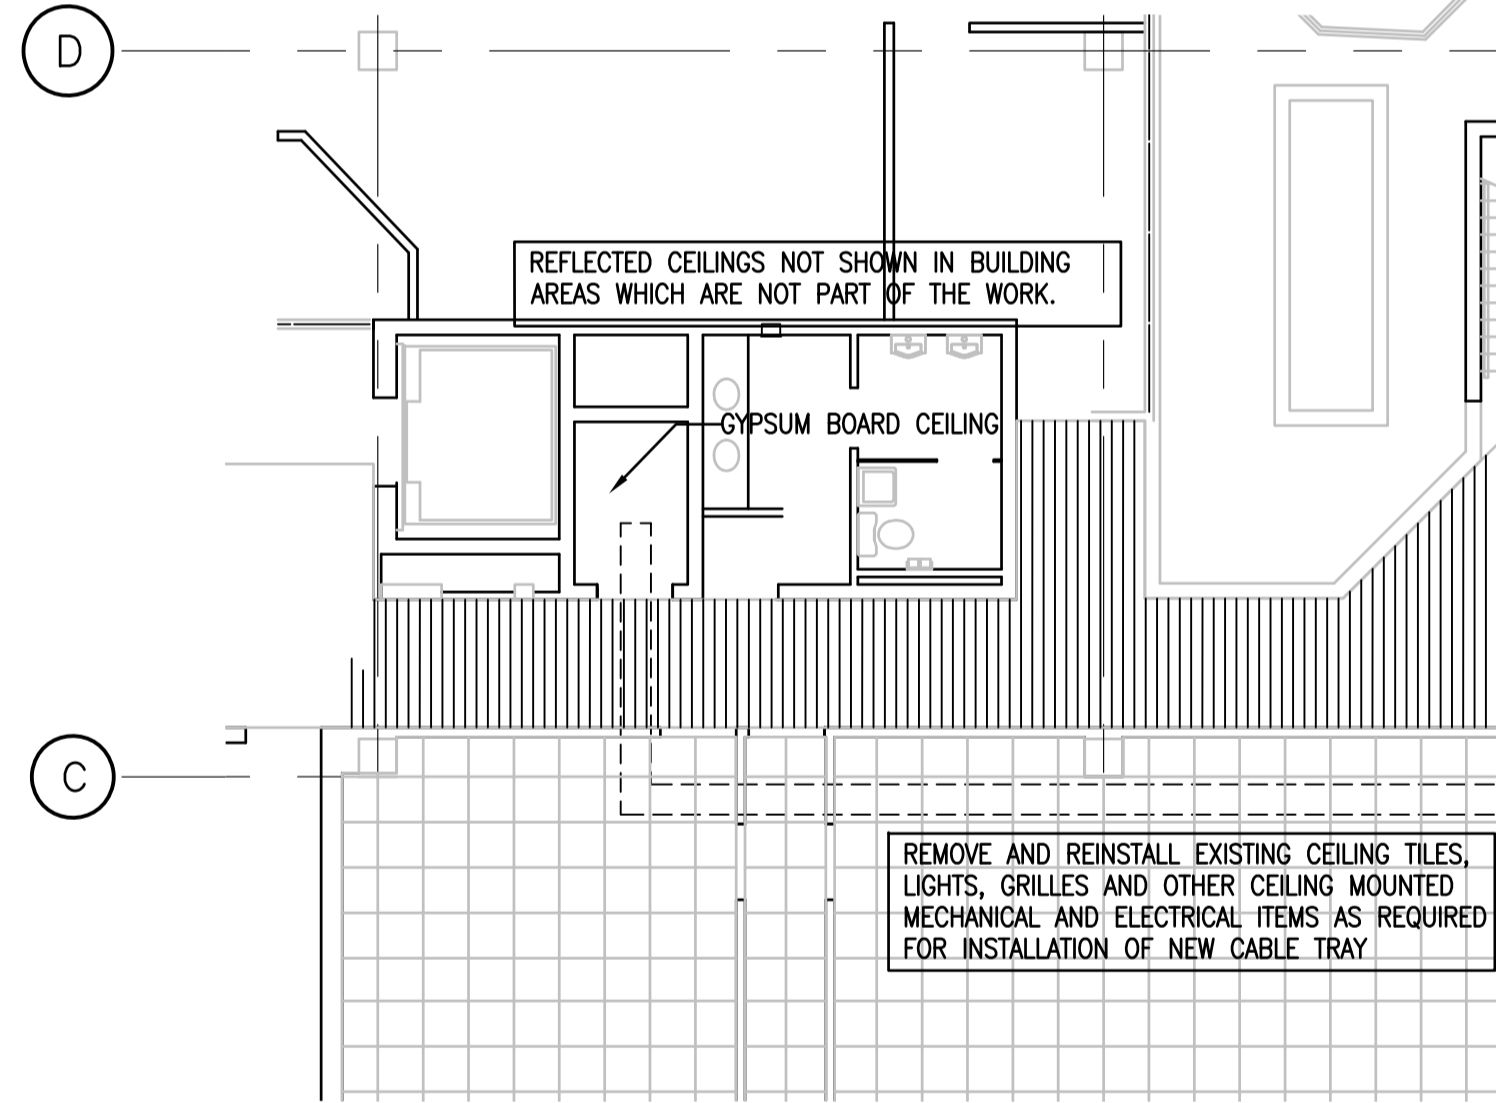 D
REFLECTED CEILINGS NOT SHOWN IN BUILDING
AREAS WHICH ARE NOT PART OF THE WORK.
GYPSUM BOARD CEILING
C
REMOVE AND REINSTALL EXISTING CEILING TILES,
LIGHTS, GRILLES AND OTHER CEILING MOUNTED
MECHANICAL AND ELECTRICAL ITEMS AS REQUIRED
FOR INSTALLATION OF NEW CABLE TRAY